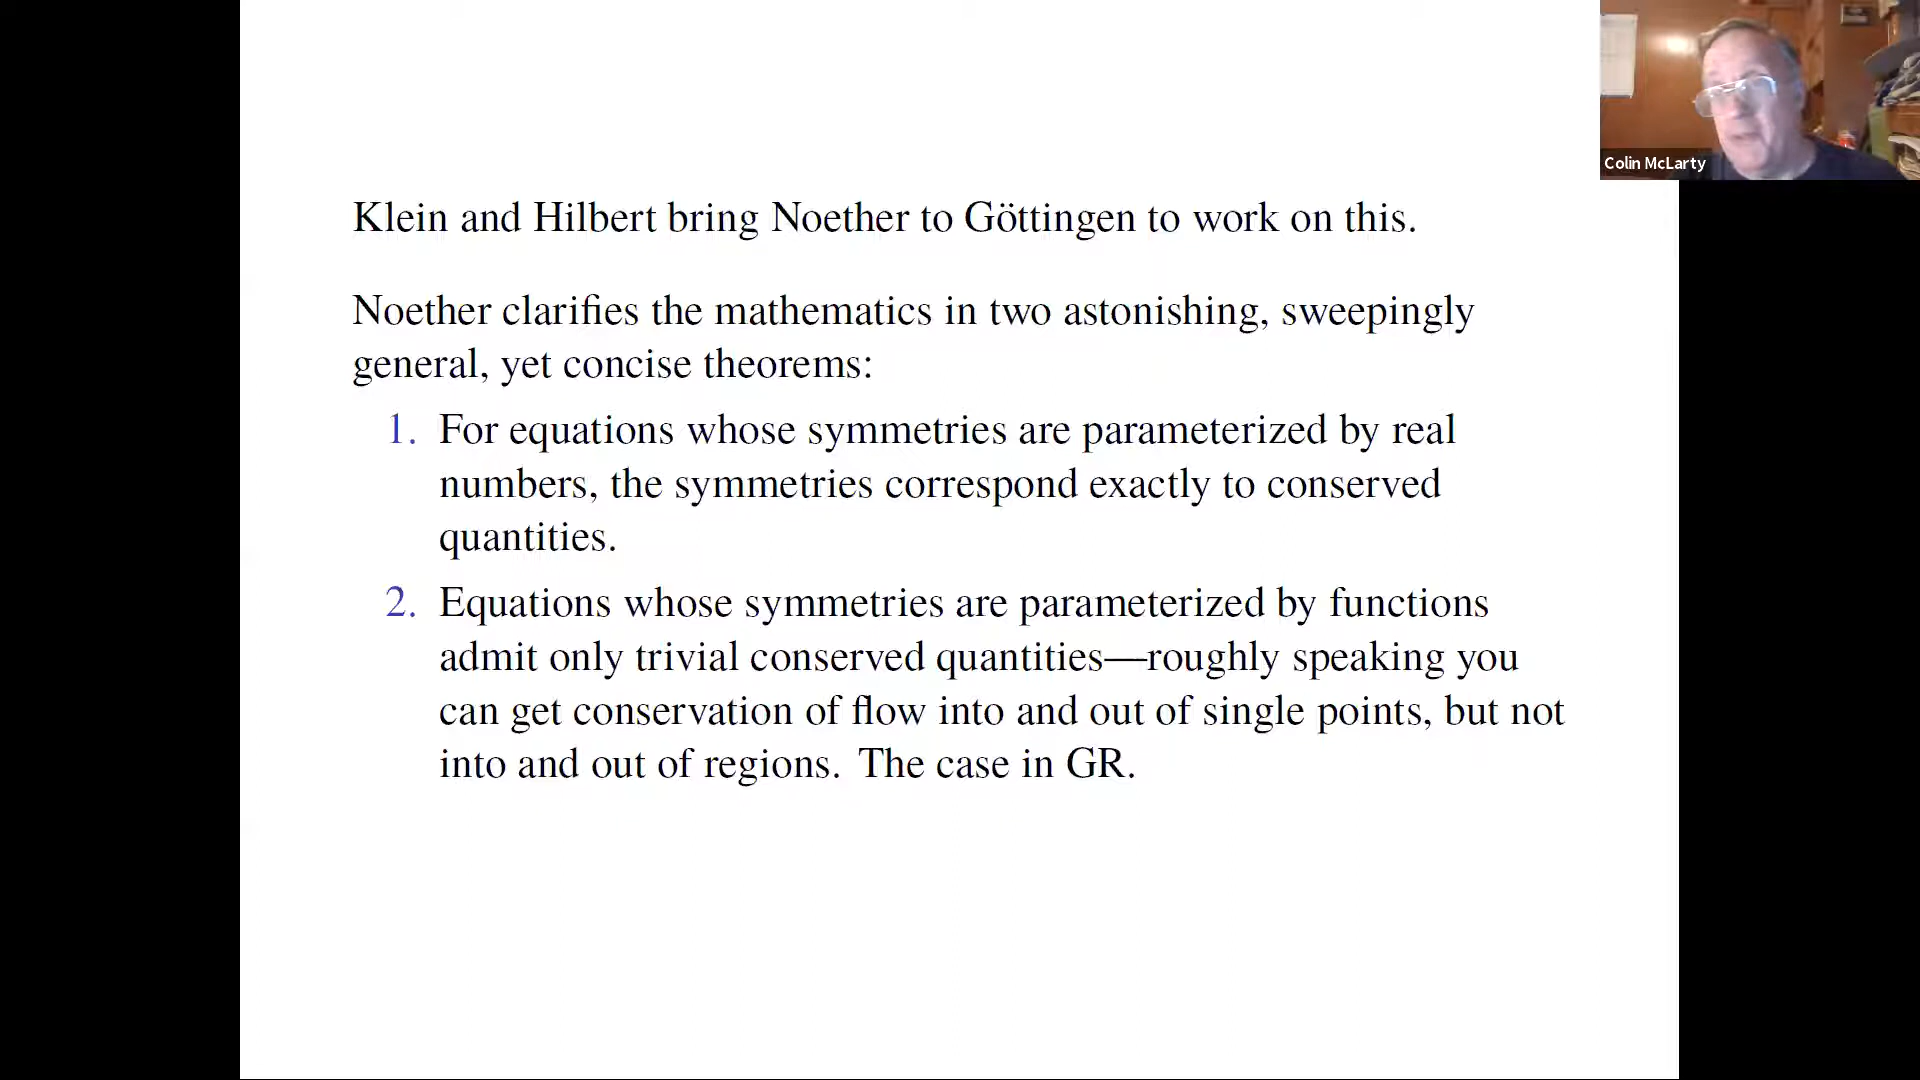 Colin McLarty
Klein and Hilbert bring Noether to Göttingen to work on this.
Noether clarifies the mathematics in two astonishing, sweepingly
general, yet concise theorems:
1. For equations whose symmetries are parameterized by real
numbers, the symmetries correspond exactly to conserved
quantities.
2. Equations whose symmetries are parameterized by functions
admit only trivial conserved quantities—roughly speaking you
can get conservation of flow into and out of single points, but not
into and out of regions. The case in GR.